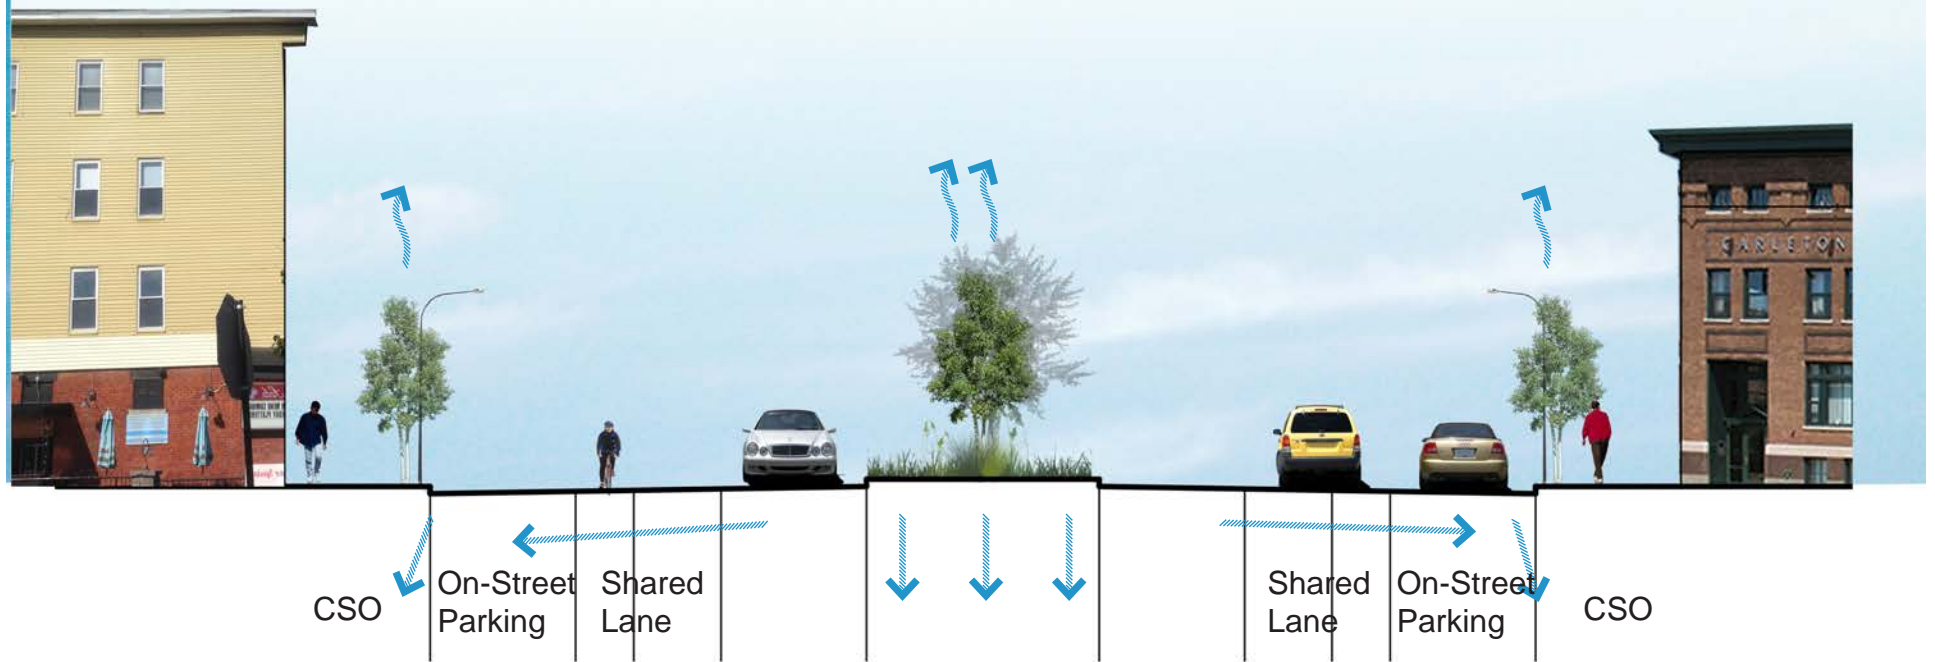 CARLETON
CSO
On-Street
Parking
Shared
Lane
Shared
Lane
On-Street
Parking
CSO